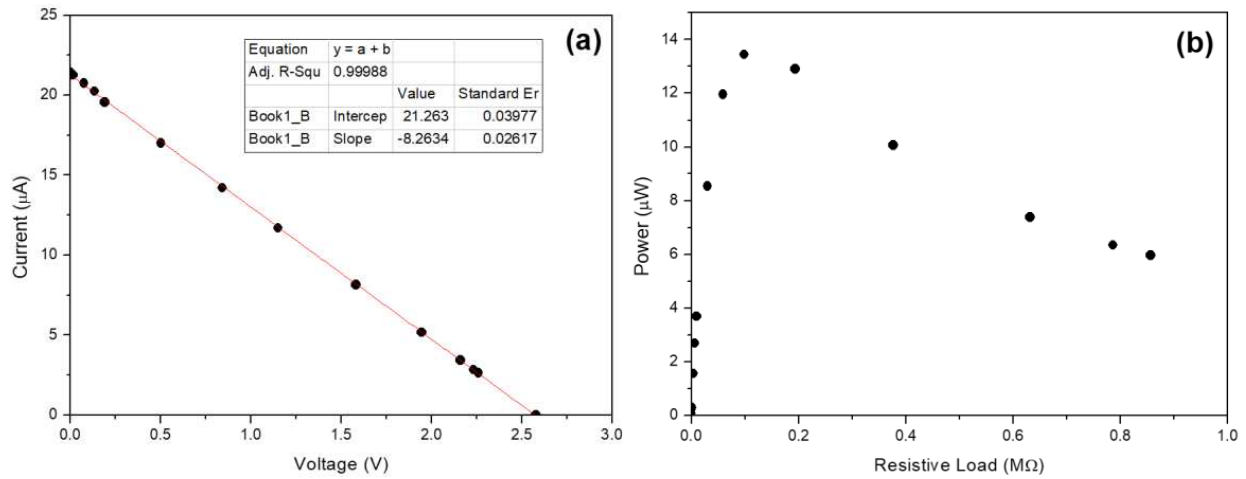 (a)
Equation y = a + b
Adj. R-Squ 0.99988
Value Standard Er
Book1_B Intercep 21.263 0.03977
Book1_B Slope -8.2634 0.02617
25
20
15
10
5
0
Current (μA)
0.0 0.5 1.0 1.5 2.0 2.5 3.0
Voltage (V)
(b)
14
12
10
8
6
4
2
0
Power (μW)
0.0 0.2 0.4 0.6 0.8 1.0
Resistive Load (MΩ)